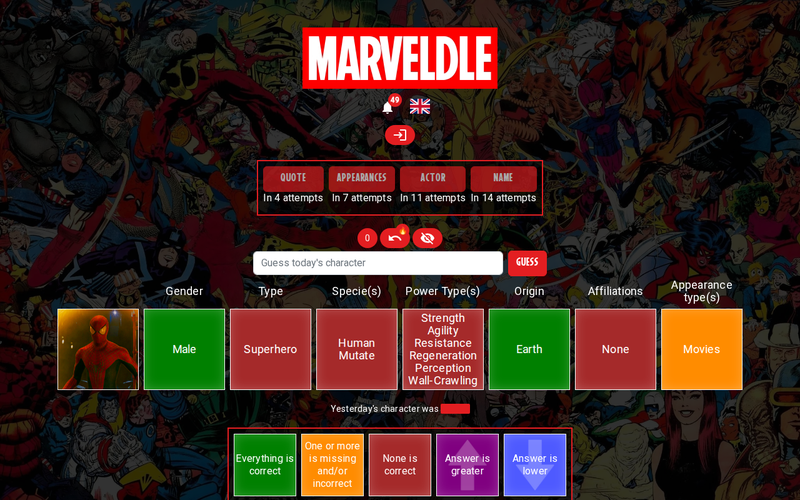 MARVELDLE
49
QUOTE APPEARANCES ACTOR NAME
In 4 attempts In 7 attempts In 11 attempts In 14 attempts
0
Guess today's character GUESS
Gender Type Specie(s) Power Type(s) Origin Affiliations Appearance type(s)
Male
Superhero
Human
Mutate
Strength
Agility
Resistance
Regeneration
Perception
Wall-Crawling
Earth
None
Movies
Yesterday's character was
Everything is
correct
One or more
is missing
and/or
incorrect
None is
correct
Answer is
greater
Answer is
lower